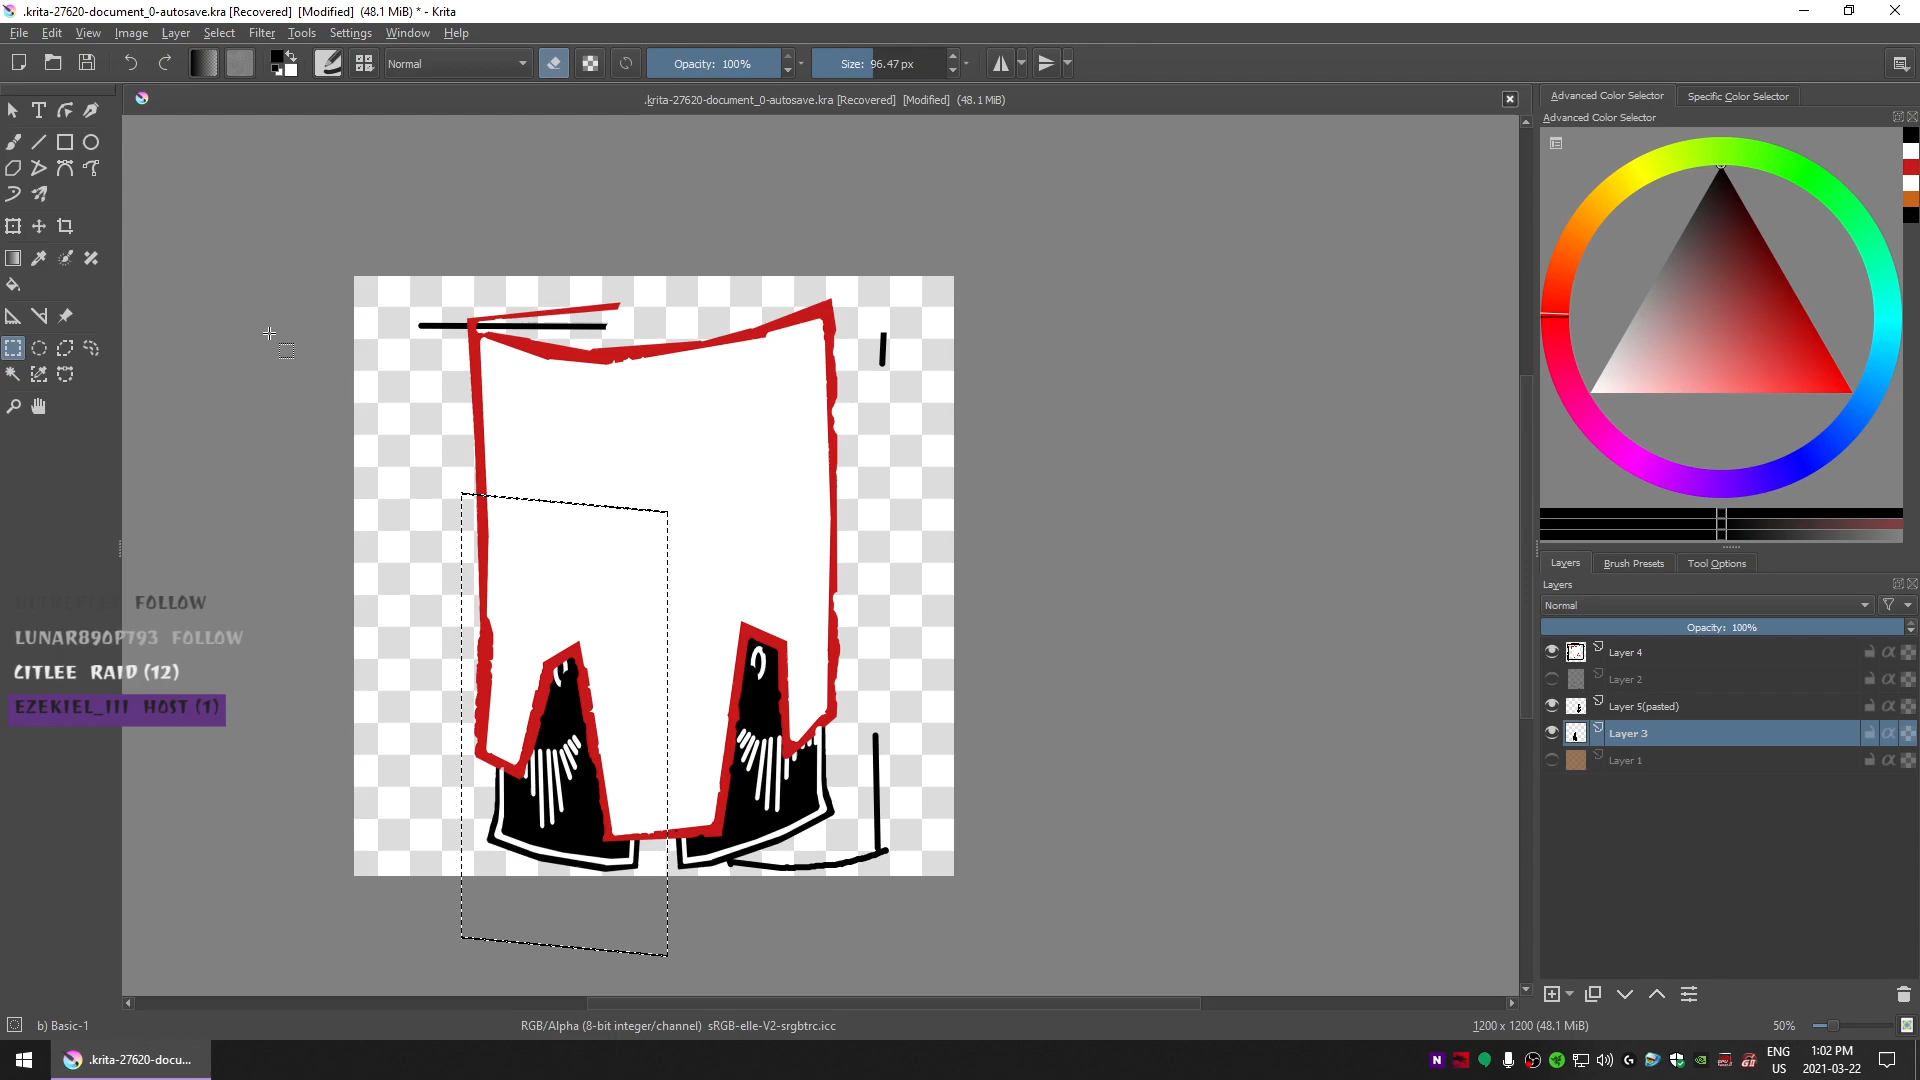 .krita-27620-document_0-autosave.kra [Recovered] [Modified] (48.1 MiB) * - Krita
File Edit View Image Layer Select Filter Tools Settings Window Help
Normal
Opacity: 100%
Size: 96.47 px
.krita-27620-document_0-autosave.kra [Recovered] [Modified] (48.1 MiB)
Advanced Color Selector
Specific Color Selector
Advanced Color Selector
FOLLOW
LUNAR890P793 FOLLOW
CITLEE RAID (12)
EZEKIEL_III HOST (1)
Layers
Brush Presets
Tool Options
Layers
Normal
Opacity: 100%
Layer 4
Layer 2
Layer 5(pasted)
Layer 3
Layer 1
b) Basic-1
RGB/Alpha (8-bit integer/channel) sRGB-elle-V2-srgbtrc.icc
1200 x 1200 (48.1 MiB)
50%
.krita-27620-docu...
ENG
US
1:02 PM
2021-03-22